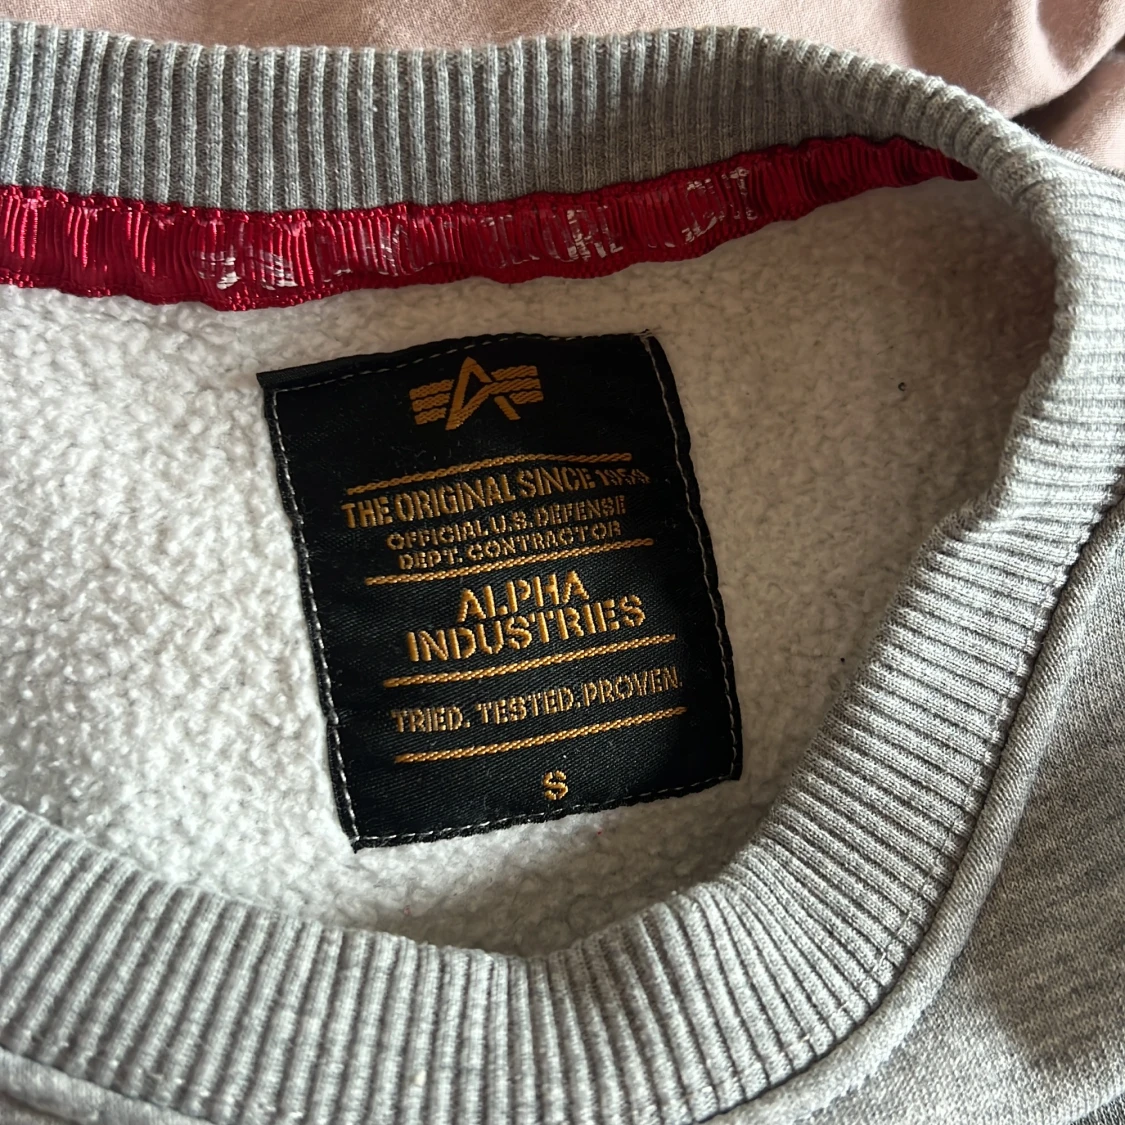 THE ORIGINAL SINCE 1959
OFFICIAL U.S. DEFENSE
DEPT. CONTRACTOR
ALPHA
INDUSTRIES
TRIED. TESTED. PROVEN.
S